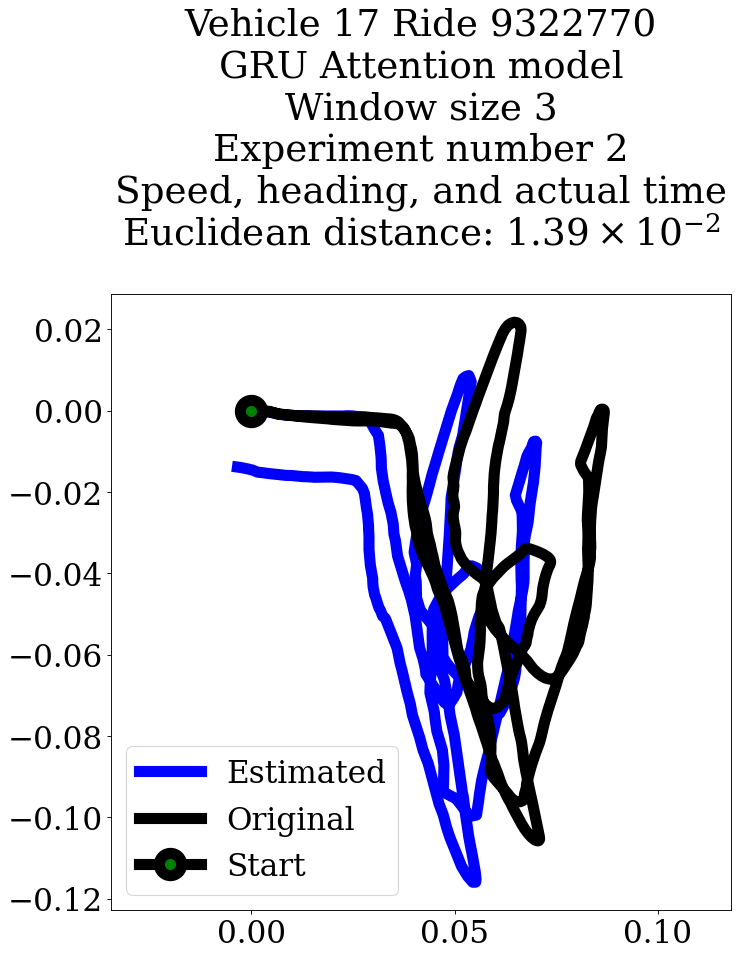 Vehicle 17 Ride 9322770
GRU Attention model
Window size 3
Experiment number 2
Speed, heading, and actual time
Euclidean distance: 1.39 × 10⁻²
0.02
0.00
−0.02
−0.04
−0.06
−0.08
−0.10
−0.12
Estimated
Original
Start
0.00 0.05 0.10